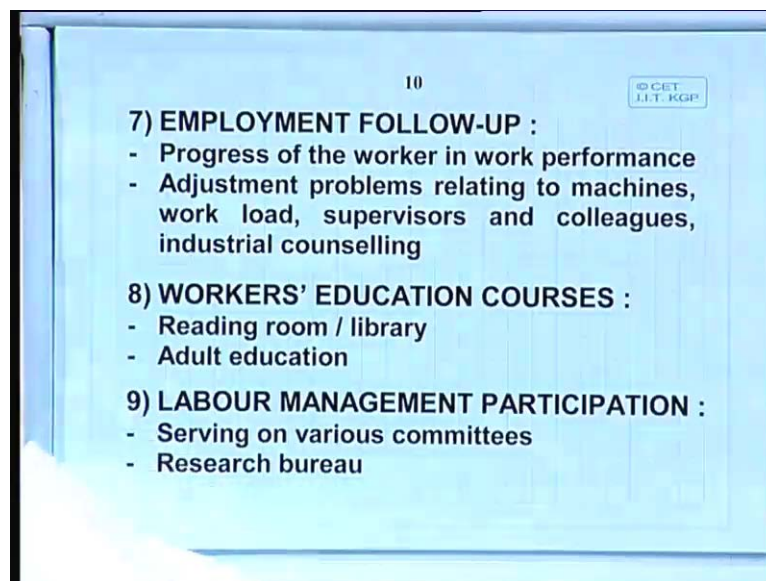 10
© CET
I.I.T. KGP
7) EMPLOYMENT FOLLOW-UP :
- Progress of the worker in work performance
- Adjustment problems relating to machines,
work load, supervisors and colleagues,
industrial counselling
8) WORKERS’ EDUCATION COURSES :
- Reading room / library
- Adult education
9) LABOUR MANAGEMENT PARTICIPATION :
- Serving on various committees
- Research bureau